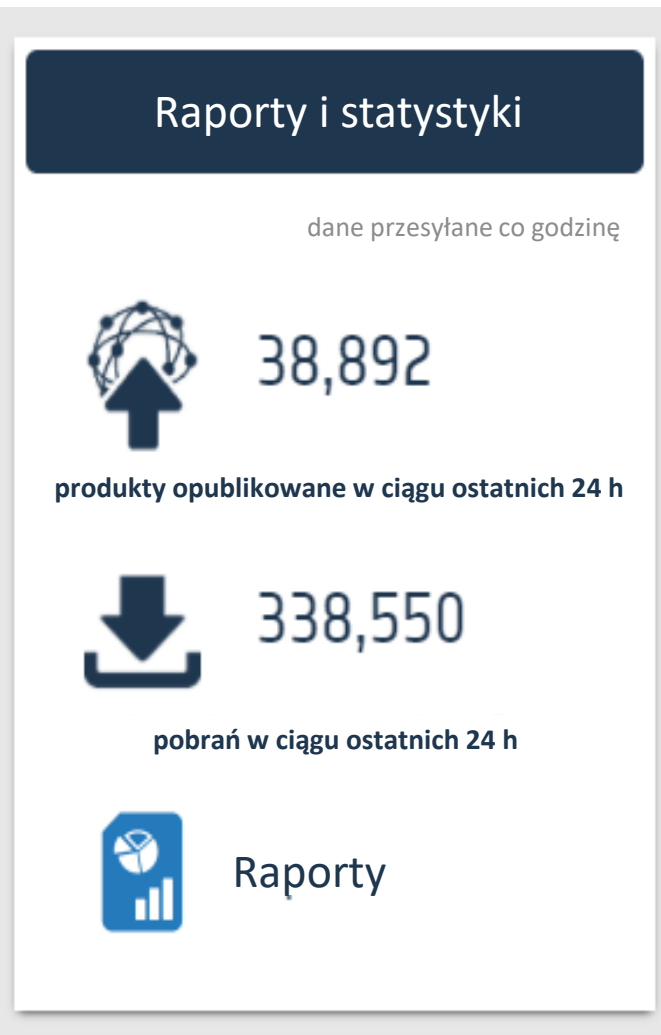 Raporty i statystyki
dane przesyłane co godzinę
38,892
produkty opublikowane w ciągu ostatnich 24 h
338,550
pobrań w ciągu ostatnich 24 h
Raporty